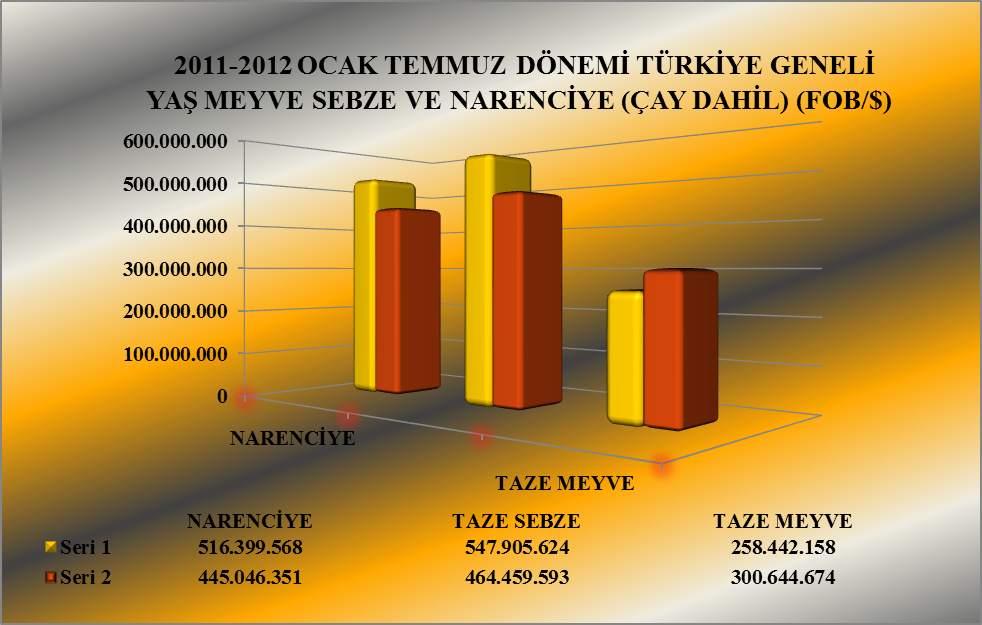 2011-2012 OCAK TEMMUZ DÖNEMİ TÜRKİYE GENELİ
YAŞ MEYVE SEBZE VE NARENCİYE (ÇAY DAHİL) (FOB/$)
600.000.000
500.000.000
400.000.000
300.000.000
200.000.000
100.000.000
0
NARENCİYE
TAZE MEYVE
NARENCİYE TAZE SEBZE TAZE MEYVE
Seri 1 516.399.568 547.905.624 258.442.158
Seri 2 445.046.351 464.459.593 300.644.674